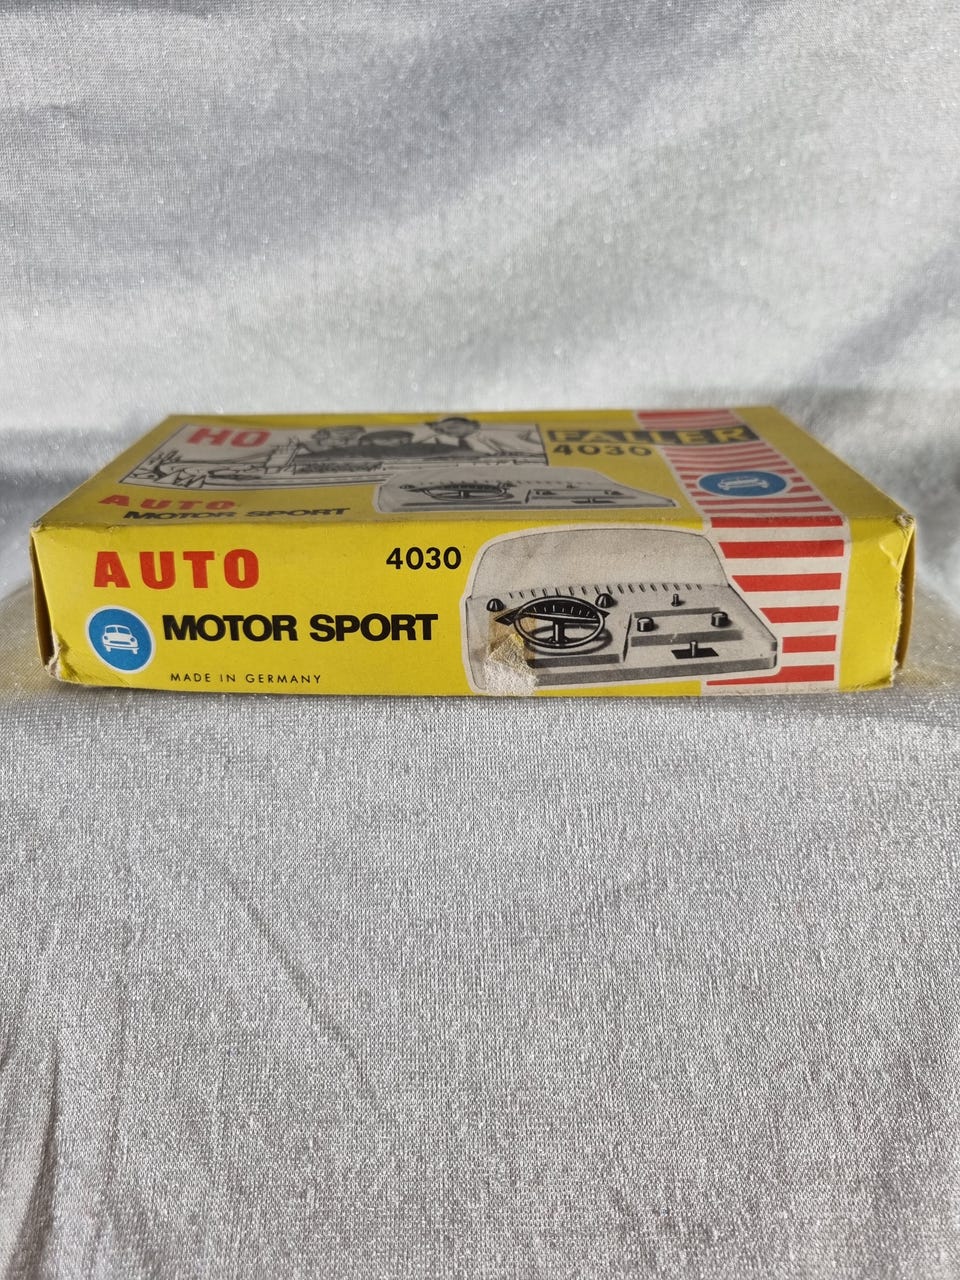 HO
FALLER
4030
AUTO
MOTOR SPORT
AUTO
4030
MOTOR SPORT
MADE IN GERMANY